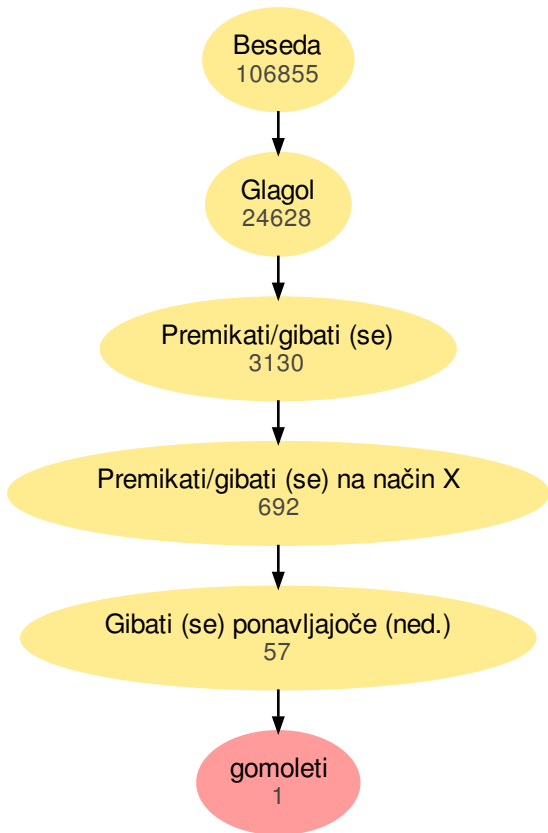 Beseda
106855
Glagol
24628
Premikati/gibati (se)
3130
Premikati/gibati (se) na način X
692
Gibati (se) ponavljajoče (ned.)
57
gomoleti
1